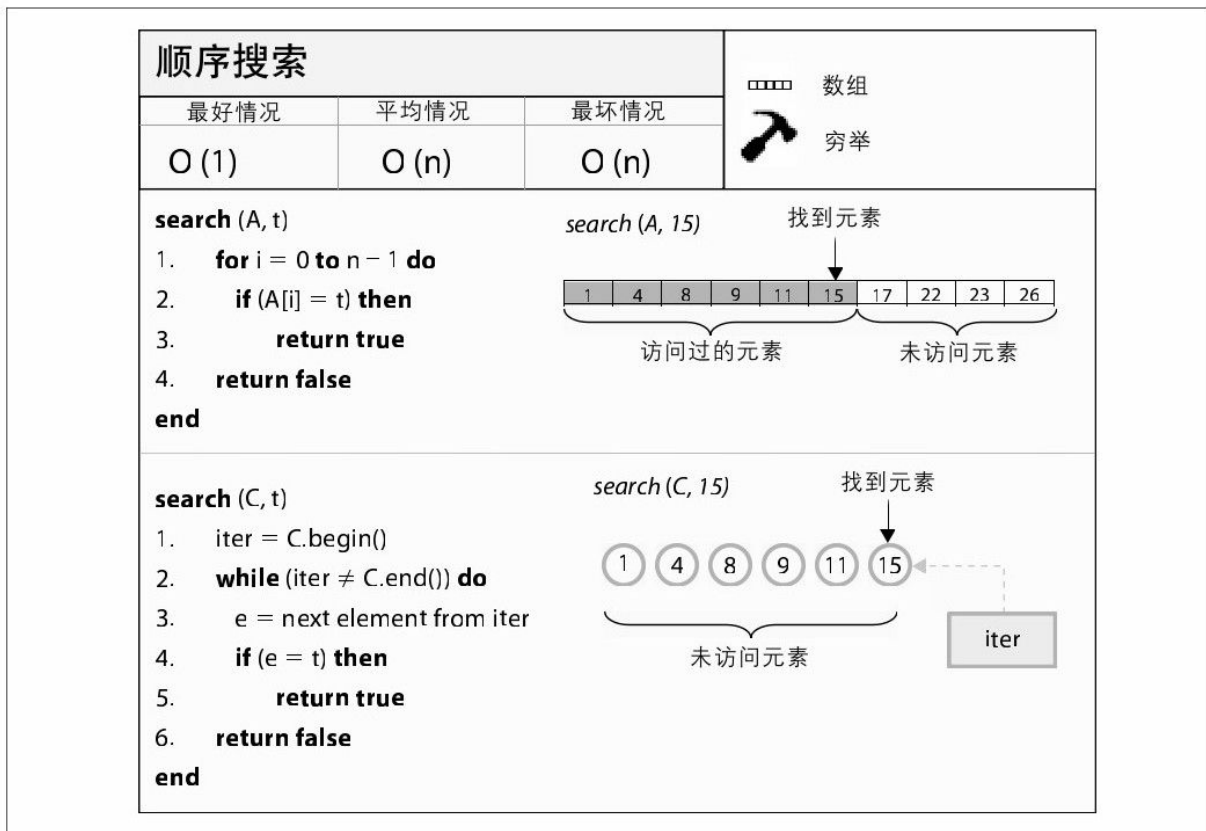 顺序搜索
最好情况 平均情况 最坏情况
O (1) O (n) O (n)
数组
穷举
search (A, t)
1. for i = 0 to n − 1 do
2. if (A[i] = t) then
3. return true
4. return false
end
search (A, 15)
找到元素
1 4 8 9 11 15 17 22 23 26
访问过的元素 未访问元素
search (C, t)
1. iter = C.begin()
2. while (iter ≠ C.end()) do
3. e = next element from iter
4. if (e = t) then
5. return true
6. return false
end
search (C, 15)
找到元素
1 4 8 9 11 15
未访问元素
iter